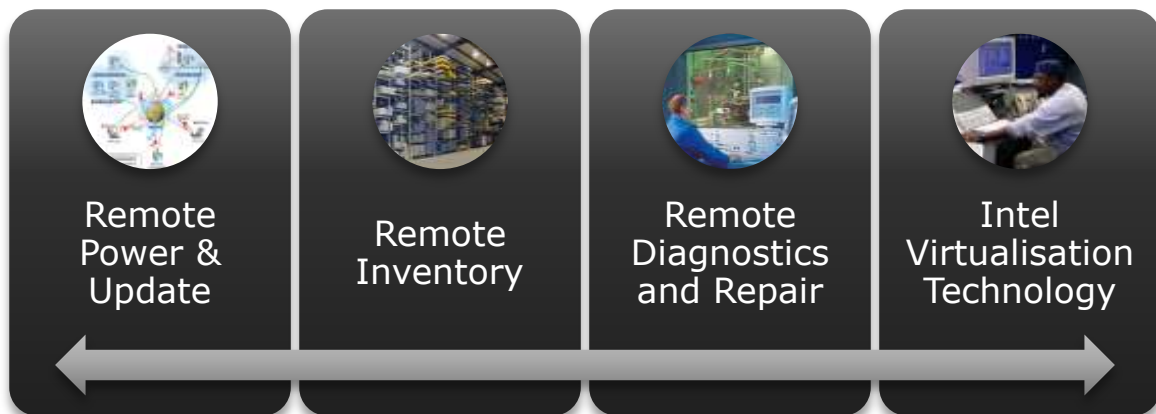 Remote
Power &
Update
Remote
Inventory
Remote
Diagnostics
and Repair
Intel
Virtualisation
Technology